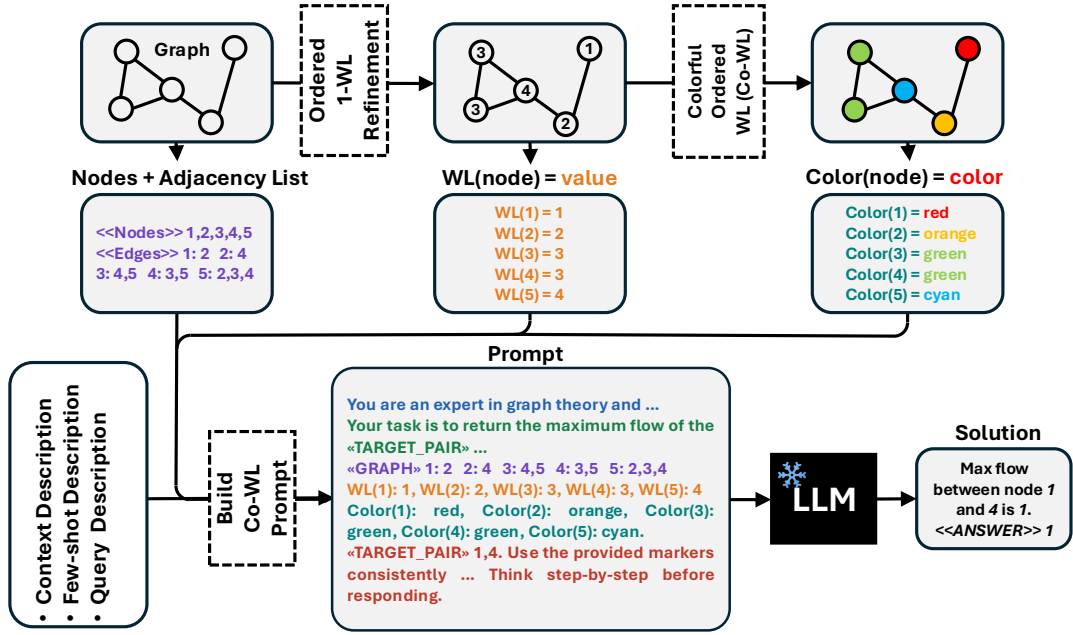 Graph
Ordered
1-WL
Refinement
3
1
4
3
2
Colorful
Ordered
WL (Co-WL)
Nodes + Adjacency List
WL(node) = value
Color(node) = color
<<Nodes>> 1,2,3,4,5
<<Edges>> 1: 2 2: 4
3: 4,5 4: 3,5 5: 2,3,4
WL(1) = 1
WL(2) = 2
WL(3) = 3
WL(4) = 3
WL(5) = 4
Color(1) = red
Color(2) = orange
Color(3) = green
Color(4) = green
Color(5) = cyan
• Context Description
• Few-shot Description
• Query Description
Build
Co-WL
Prompt
Prompt
You are an expert in graph theory and ...
Your task is to return the maximum flow of the
«TARGET_PAIR» ...
«GRAPH» 1: 2 2: 4 3: 4,5 4: 3,5 5: 2,3,4
WL(1): 1, WL(2): 2, WL(3): 3, WL(4): 3, WL(5): 4
Color(1): red, Color(2): orange, Color(3):
green, Color(4): green, Color(5): cyan.
«TARGET_PAIR» 1,4. Use the provided markers
consistently ... Think step-by-step before
responding.
LLM
Solution
Max flow
between node 1
and 4 is 1.
<<ANSWER>> 1